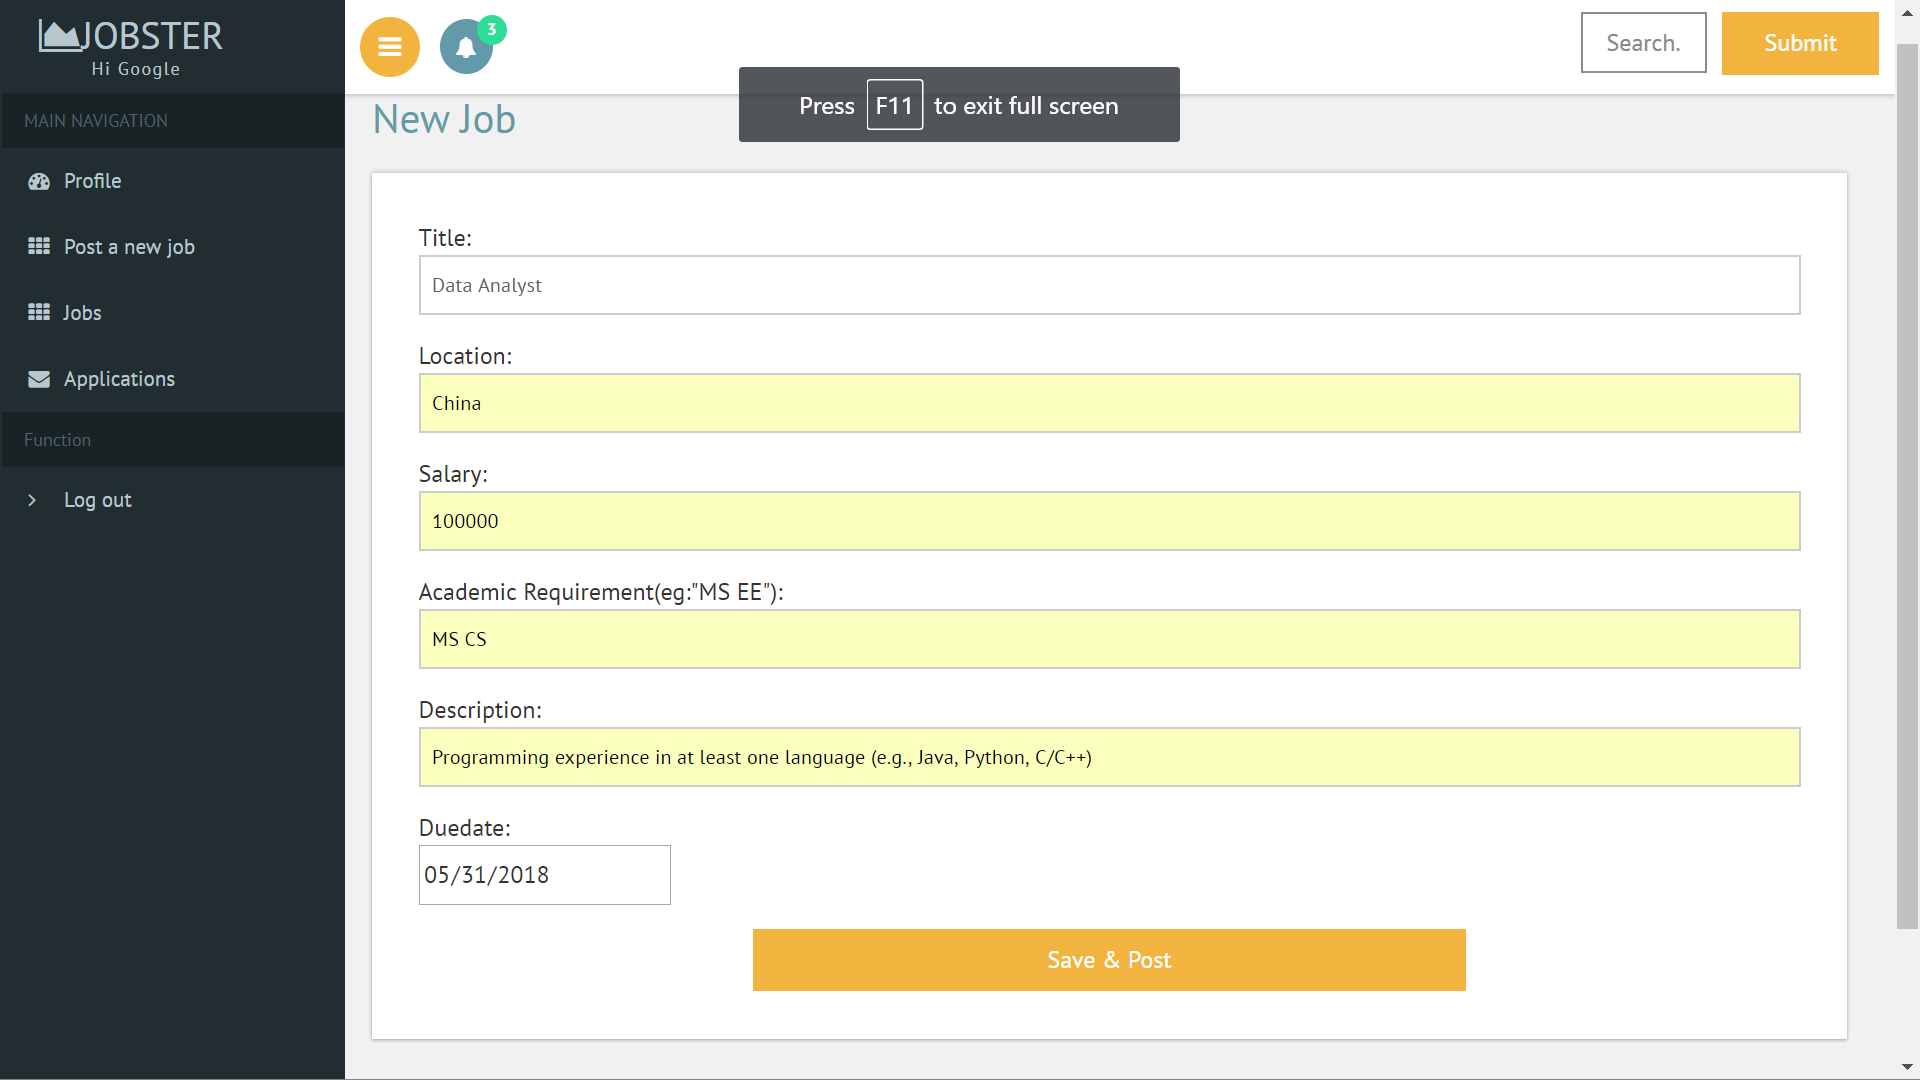 JOBSTER
Hi Google
MAIN NAVIGATION
Profile
Post a new job
Jobs
Applications
Function
Log out
3
Search.
Submit
Press F11 to exit full screen
New Job
Title:
Data Analyst
Location:
China
Salary:
100000
Academic Requirement(eg:"MS EE"):
MS CS
Description:
Programming experience in at least one language (e.g., Java, Python, C/C++)
Duedate:
05/31/2018
Save & Post